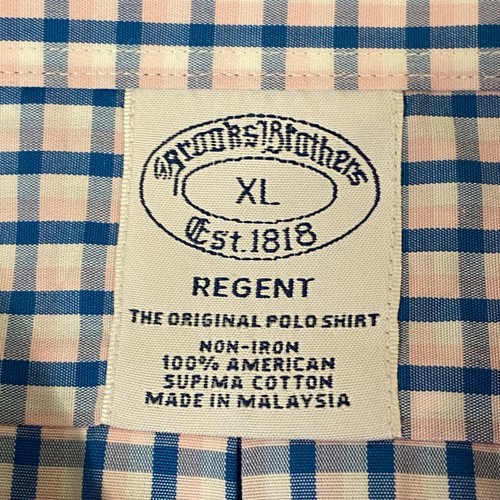 Brooks Brothers
XL
Est. 1818
REGENT
THE ORIGINAL POLO SHIRT
NON-IRON
100% AMERICAN
SUPIMA COTTON
MADE IN MALAYSIA